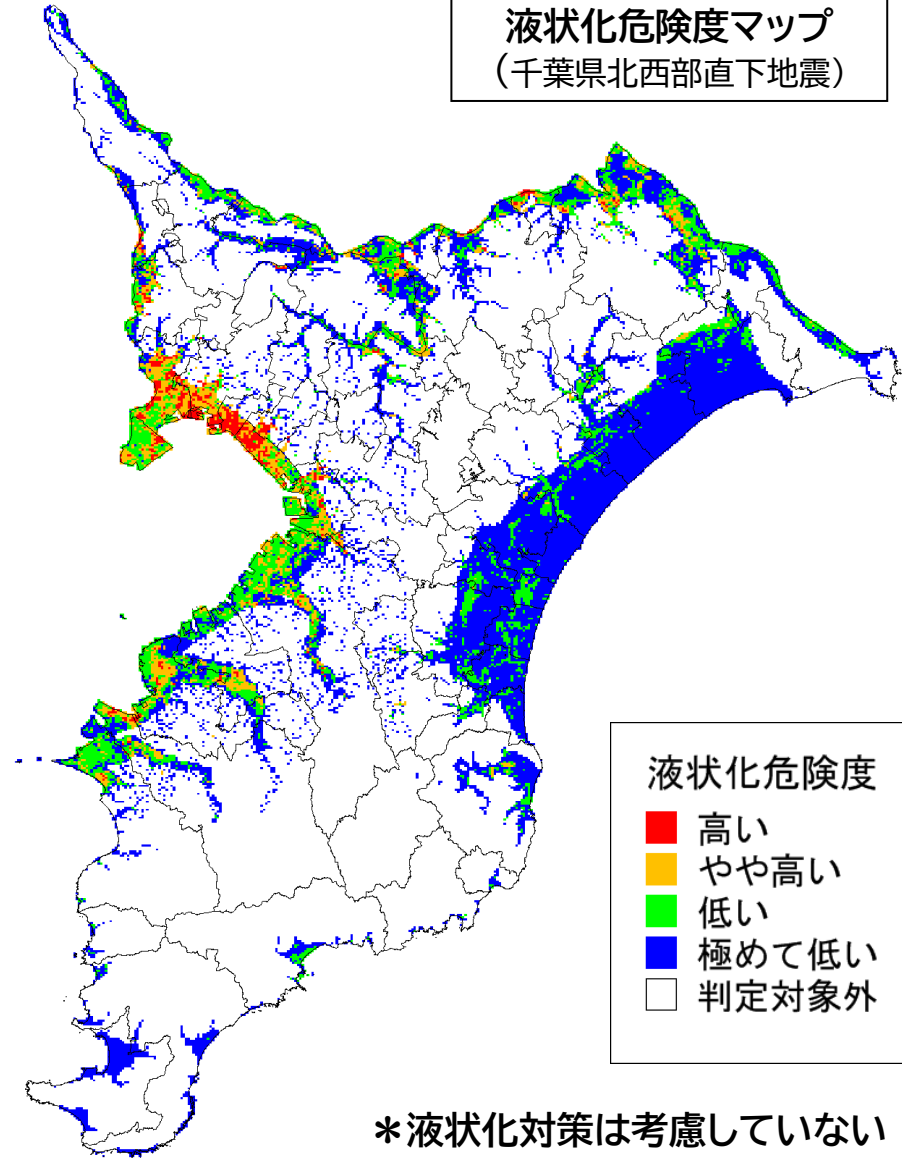 液状化危険度マップ
(千葉県北西部直下地震)
液状化危険度
高い
やや高い
低い
極めて低い
判定対象外
*液状化対策は考慮していない